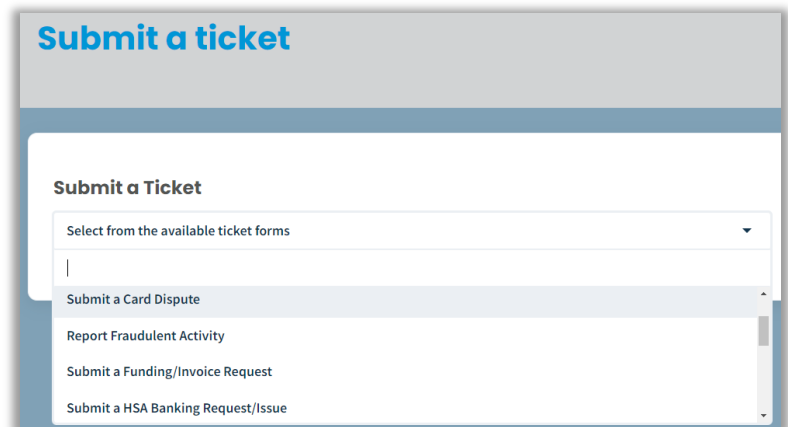 Submit a ticket
Submit a Ticket
Select from the available ticket forms
Submit a Card Dispute
Report Fraudulent Activity
Submit a Funding/Invoice Request
Submit a HSA Banking Request/Issue